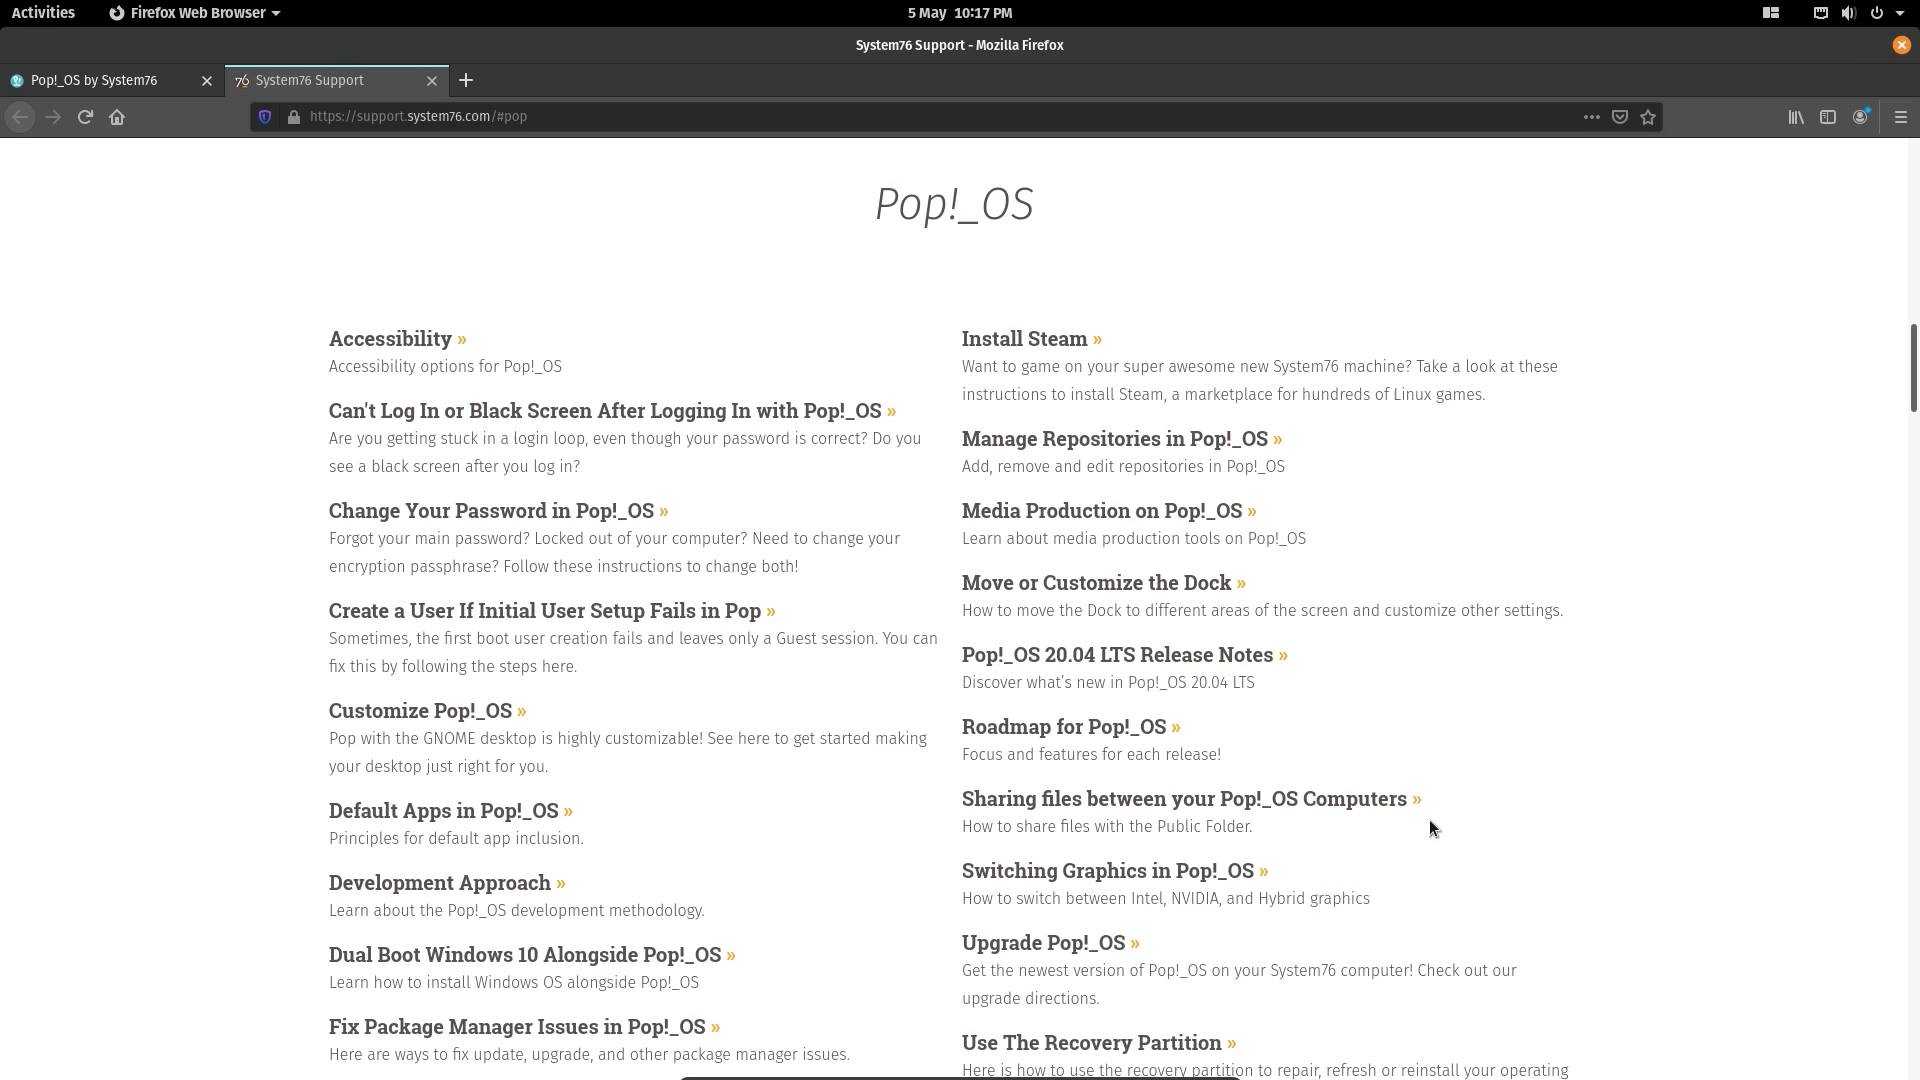 Activities
Firefox Web Browser
5 May 10:17 PM
System76 Support - Mozilla Firefox
Pop!_OS by System76
System76 Support
https://support.system76.com/#pop
Pop!_OS
Accessibility »
Accessibility options for Pop!_OS
Can't Log In or Black Screen After Logging In with Pop!_OS »
Are you getting stuck in a login loop, even though your password is correct? Do you
see a black screen after you log in?
Change Your Password in Pop!_OS »
Forgot your main password? Locked out of your computer? Need to change your
encryption passphrase? Follow these instructions to change both!
Create a User If Initial User Setup Fails in Pop »
Sometimes, the first boot user creation fails and leaves only a Guest session. You can
fix this by following the steps here.
Customize Pop!_OS »
Pop with the GNOME desktop is highly customizable! See here to get started making
your desktop just right for you.
Default Apps in Pop!_OS »
Principles for default app inclusion.
Development Approach »
Learn about the Pop!_OS development methodology.
Dual Boot Windows 10 Alongside Pop!_OS »
Learn how to install Windows OS alongside Pop!_OS
Fix Package Manager Issues in Pop!_OS »
Here are ways to fix update, upgrade, and other package manager issues.
Install Steam »
Want to game on your super awesome new System76 machine? Take a look at these
instructions to install Steam, a marketplace for hundreds of Linux games.
Manage Repositories in Pop!_OS »
Add, remove and edit repositories in Pop!_OS
Media Production on Pop!_OS »
Learn about media production tools on Pop!_OS
Move or Customize the Dock »
How to move the Dock to different areas of the screen and customize other settings.
Pop!_OS 20.04 LTS Release Notes »
Discover what's new in Pop!_OS 20.04 LTS
Roadmap for Pop!_OS »
Focus and features for each release!
Sharing files between your Pop!_OS Computers »
How to share files with the Public Folder.
Switching Graphics in Pop!_OS »
How to switch between Intel, NVIDIA, and Hybrid graphics
Upgrade Pop!_OS »
Get the newest version of Pop!_OS on your System76 computer! Check out our
upgrade directions.
Use The Recovery Partition »
Here is how to use the recovery partition to repair, refresh or reinstall your operating